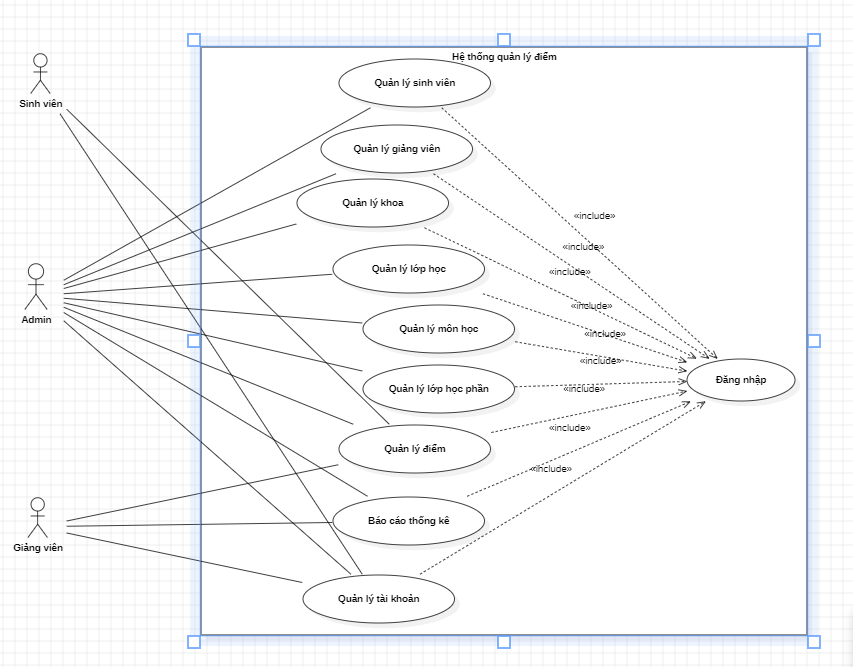 Hệ thống quản lý điểm
Quản lý sinh viên
Sinh viên
Quản lý giảng viên
Quản lý khoa
«include»
«include»
Quản lý lớp học
«include»
Admin
«include»
Quản lý môn học
«include»
«include»
Đăng nhập
Quản lý lớp học phần
«include»
«include»
Quản lý điểm
«include»
Báo cáo thống kê
Giảng viên
Quản lý tài khoản